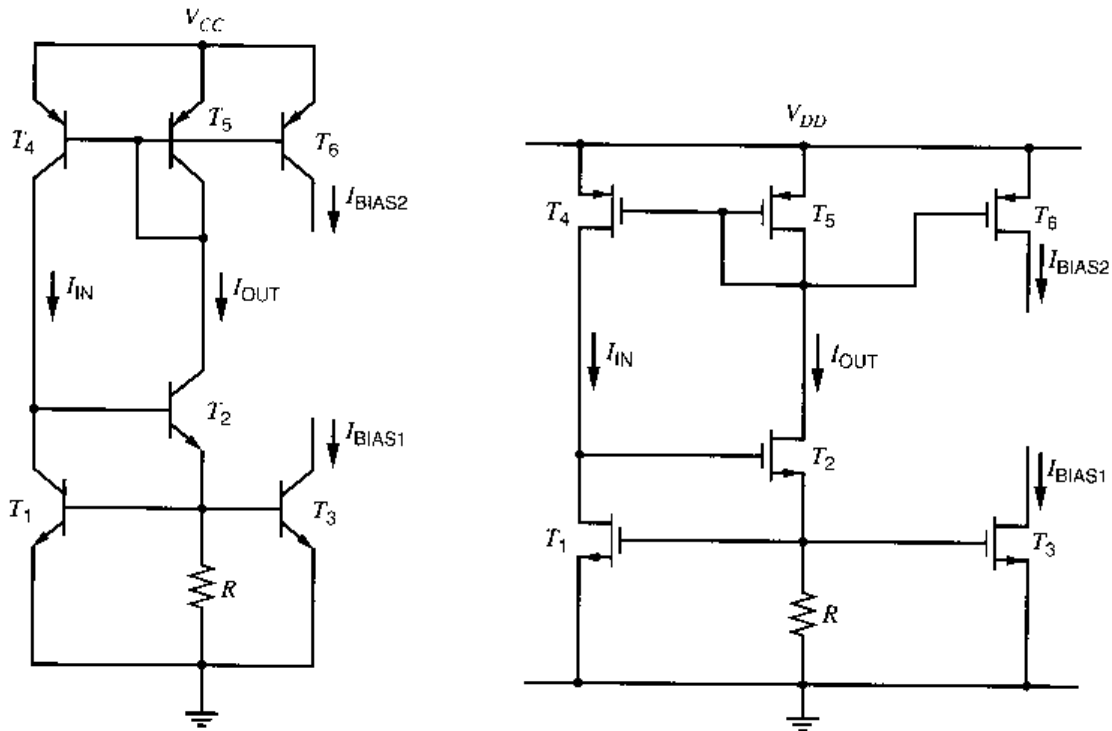 V_CC
T_4
T_5
T_6
I_BIAS2
I_IN
I_OUT
T_2
I_BIAS1
T_1
T_3
R
V_DD
T_4
T_5
T_6
I_BIAS2
I_IN
I_OUT
T_2
I_BIAS1
T_1
T_3
R